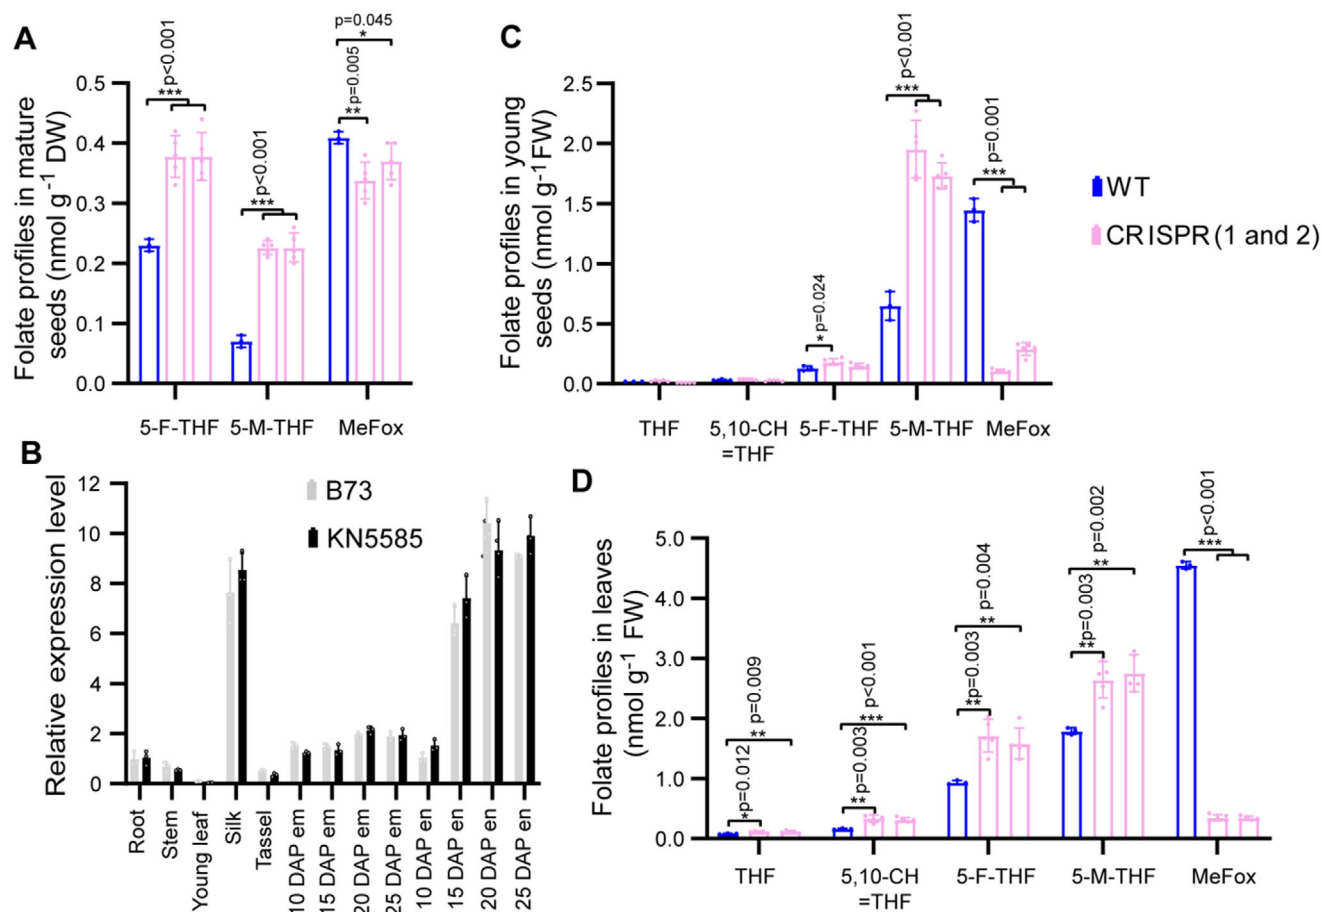 A
Folate profiles in mature
seeds (nmol g⁻¹ DW)
0.5
0.4
0.3
0.2
0.1
0.0
p<0.001
***
p<0.001
***
p=0.045
*
p=0.005
**
5-F-THF
5-M-THF
MeFox
C
Folate profiles in young
seeds (nmol g⁻¹FW)
2.5
2.0
1.5
1.0
0.5
0.0
p=0.024
*
p<0.001
***
p=0.001
***
THF
5,10-CH
=THF
5-F-THF
5-M-THF
MeFox
WT
CRISPR (1 and 2)
B
Relative expression level
12
10
8
6
4
2
0
B73
KN5585
Root
Stem
Young leaf
Silk
Tassel
10 DAP em
15 DAP em
20 DAP em
25 DAP em
10 DAP en
15 DAP en
20 DAP en
25 DAP en
D
Folate profiles in leaves
(nmol g⁻¹ FW)
5.0
4.0
3.0
2.0
1.0
0.0
p=0.009
**
p=0.012
*
p<0.001
***
p=0.003
**
p=0.004
**
p=0.003
**
p=0.002
**
p=0.003
**
p<0.001
***
THF
5,10-CH
=THF
5-F-THF
5-M-THF
MeFox